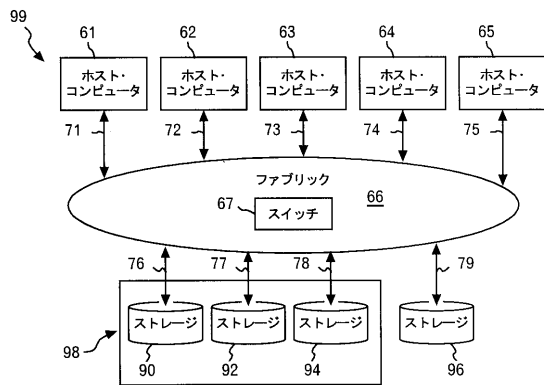 99
61 62 63 64 65
ホスト・ ホスト・ ホスト・ ホスト・ ホスト・
コンピュータ コンピュータ コンピュータ コンピュータ コンピュータ
71 72 73 74 75
ファブリック
67 スイッチ 66
76 77 78 79
ストレージ ストレージ ストレージ ストレージ
98
90 92 94 96